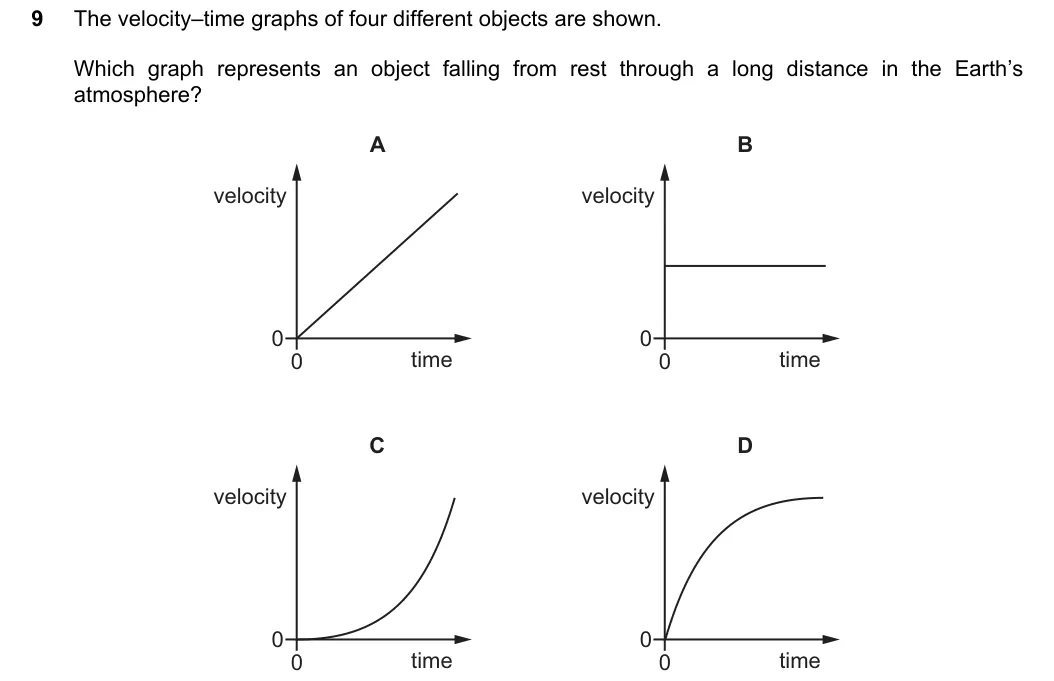 9 The velocity–time graphs of four different objects are shown.
Which graph represents an object falling from rest through a long distance in the Earth's
atmosphere?
A
velocity
0
0
time
B
velocity
0
0
time
C
velocity
0
0
time
D
velocity
0
0
time